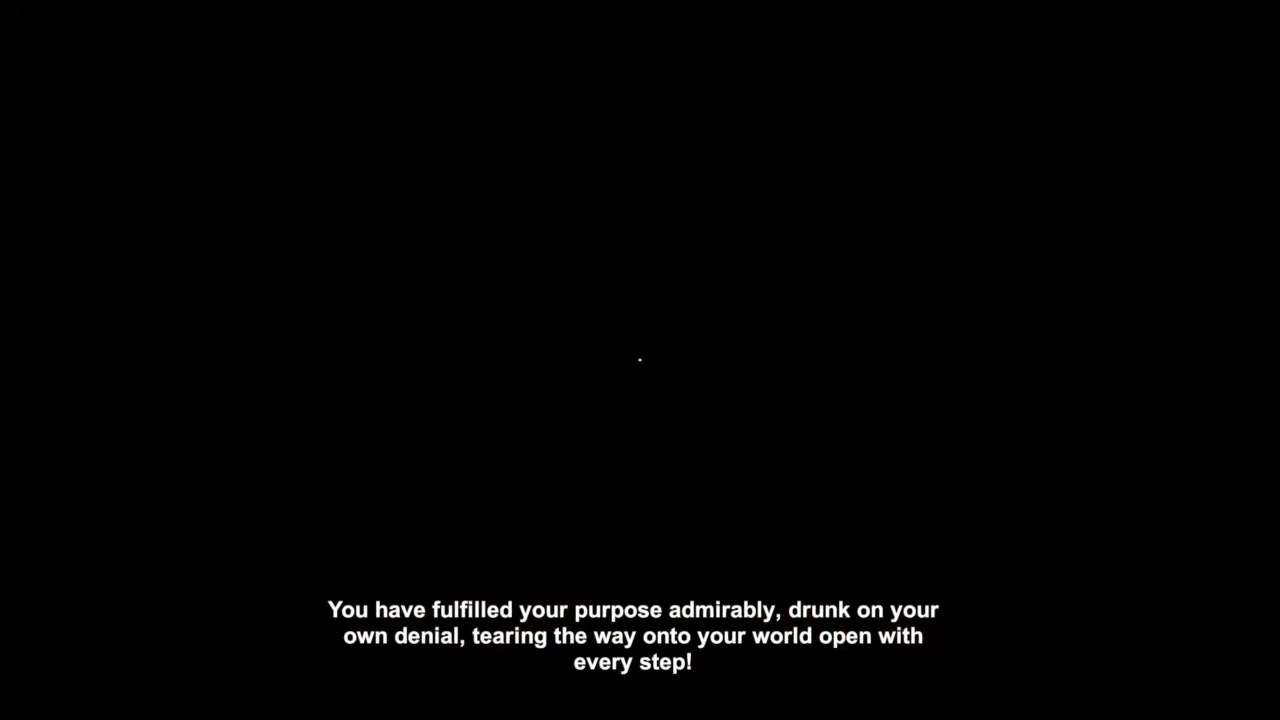 You have fulfilled your purpose admirably, drunk on your
own denial, tearing the way onto your world open with
every step!